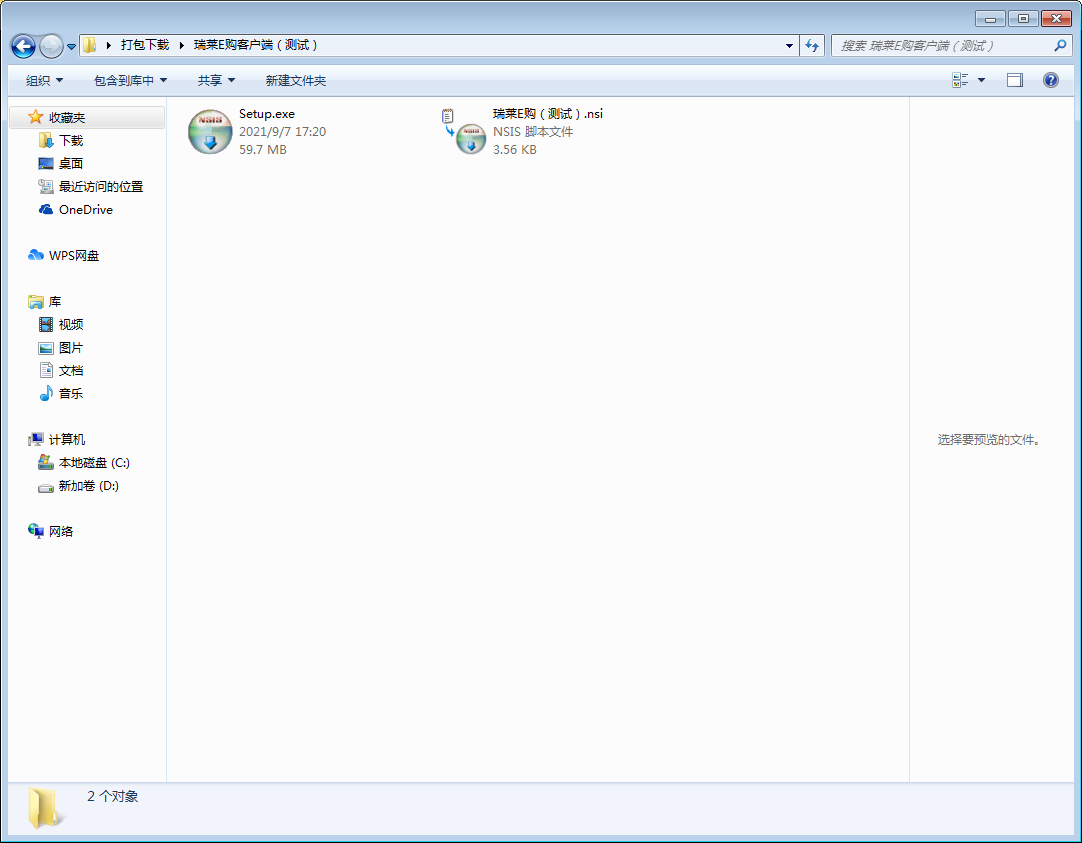 打包下载 瑞莱E购客户端（测试）
搜索 瑞莱E购客户端（测试）
组织 包含到库中 共享 新建文件夹
收藏夹
下载
桌面
最近访问的位置
OneDrive
WPS网盘
库
视频
图片
文档
音乐
计算机
本地磁盘 (C:)
新加卷 (D:)
网络
NSIS
Setup.exe
2021/9/7 17:20
59.7 MB
NSIS
瑞莱E购（测试）.nsi
NSIS 脚本文件
3.56 KB
选择要预览的文件。
2 个对象